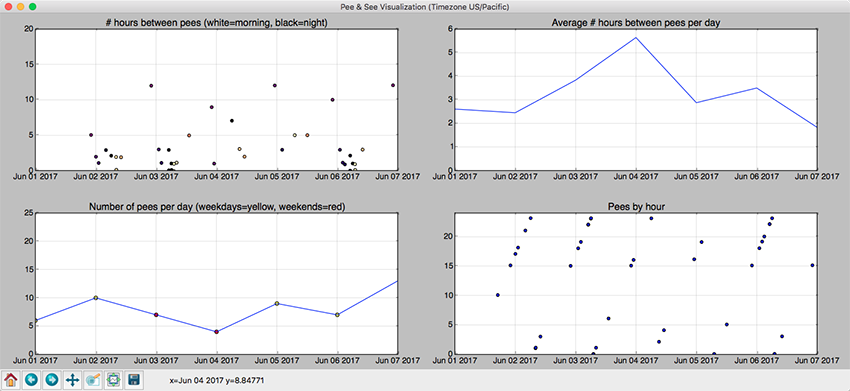 Pee & See Visualization (Timezone US/Pacific)
# hours between pees (white=morning, black=night)
20
15
10
5
0
Jun 01 2017 Jun 02 2017 Jun 03 2017 Jun 04 2017 Jun 05 2017 Jun 06 2017 Jun 07 2017
Average # hours between pees per day
6
5
4
3
2
1
0
Jun 01 2017 Jun 02 2017 Jun 03 2017 Jun 04 2017 Jun 05 2017 Jun 06 2017 Jun 07 2017
Number of pees per day (weekdays=yellow, weekends=red)
25
20
15
10
5
0
Jun 01 2017 Jun 02 2017 Jun 03 2017 Jun 04 2017 Jun 05 2017 Jun 06 2017 Jun 07 2017
Pees by hour
20
15
10
5
0
Jun 01 2017 Jun 02 2017 Jun 03 2017 Jun 04 2017 Jun 05 2017 Jun 06 2017 Jun 07 2017
x=Jun 04 2017 y=8.84771